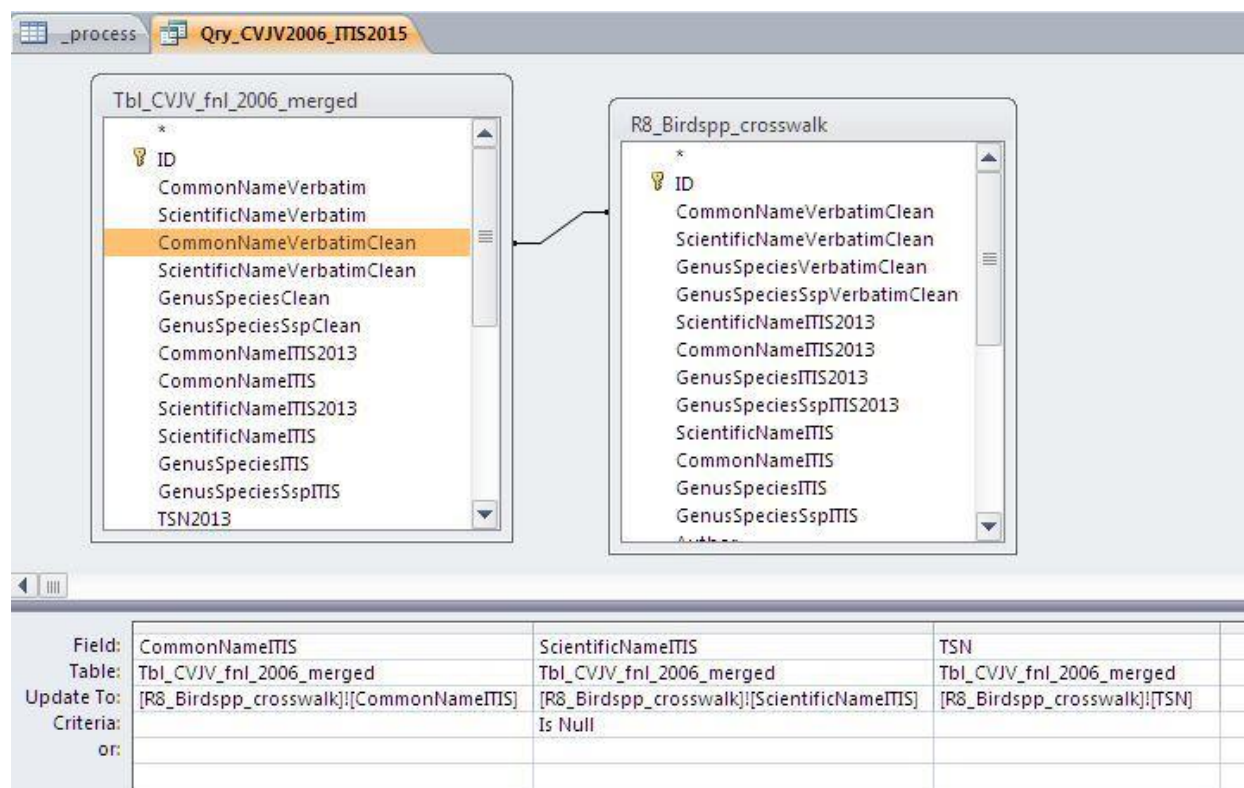 _process Qry_CVJV2006_ITIS2015
Tbl_CVJV_fnl_2006_merged
*
ID
CommonNameVerbatim
ScientificNameVerbatim
CommonNameVerbatimClean
ScientificNameVerbatimClean
GenusSpeciesClean
GenusSpeciesSspClean
CommonNameITIS2013
CommonNameITIS
ScientificNameITIS2013
ScientificNameITIS
GenusSpeciesITIS
GenusSpeciesSspITIS
TSN2013
R8_Birdspp_crosswalk
*
ID
CommonNameVerbatimClean
ScientificNameVerbatimClean
GenusSpeciesVerbatimClean
GenusSpeciesSspVerbatimClean
ScientificNameITIS2013
CommonNameITIS2013
GenusSpeciesITIS2013
GenusSpeciesSspITIS2013
ScientificNameITIS
CommonNameITIS
GenusSpeciesITIS
GenusSpeciesSspITIS
Field: CommonNameITIS ScientificNameITIS TSN
Table: Tbl_CVJV_fnl_2006_merged Tbl_CVJV_fnl_2006_merged Tbl_CVJV_fnl_2006_merged
Update To: [R8_Birdspp_crosswalk]![CommonNameITIS] [R8_Birdspp_crosswalk]![ScientificNameITIS] [R8_Birdspp_crosswalk]![TSN]
Criteria: Is Null
or: